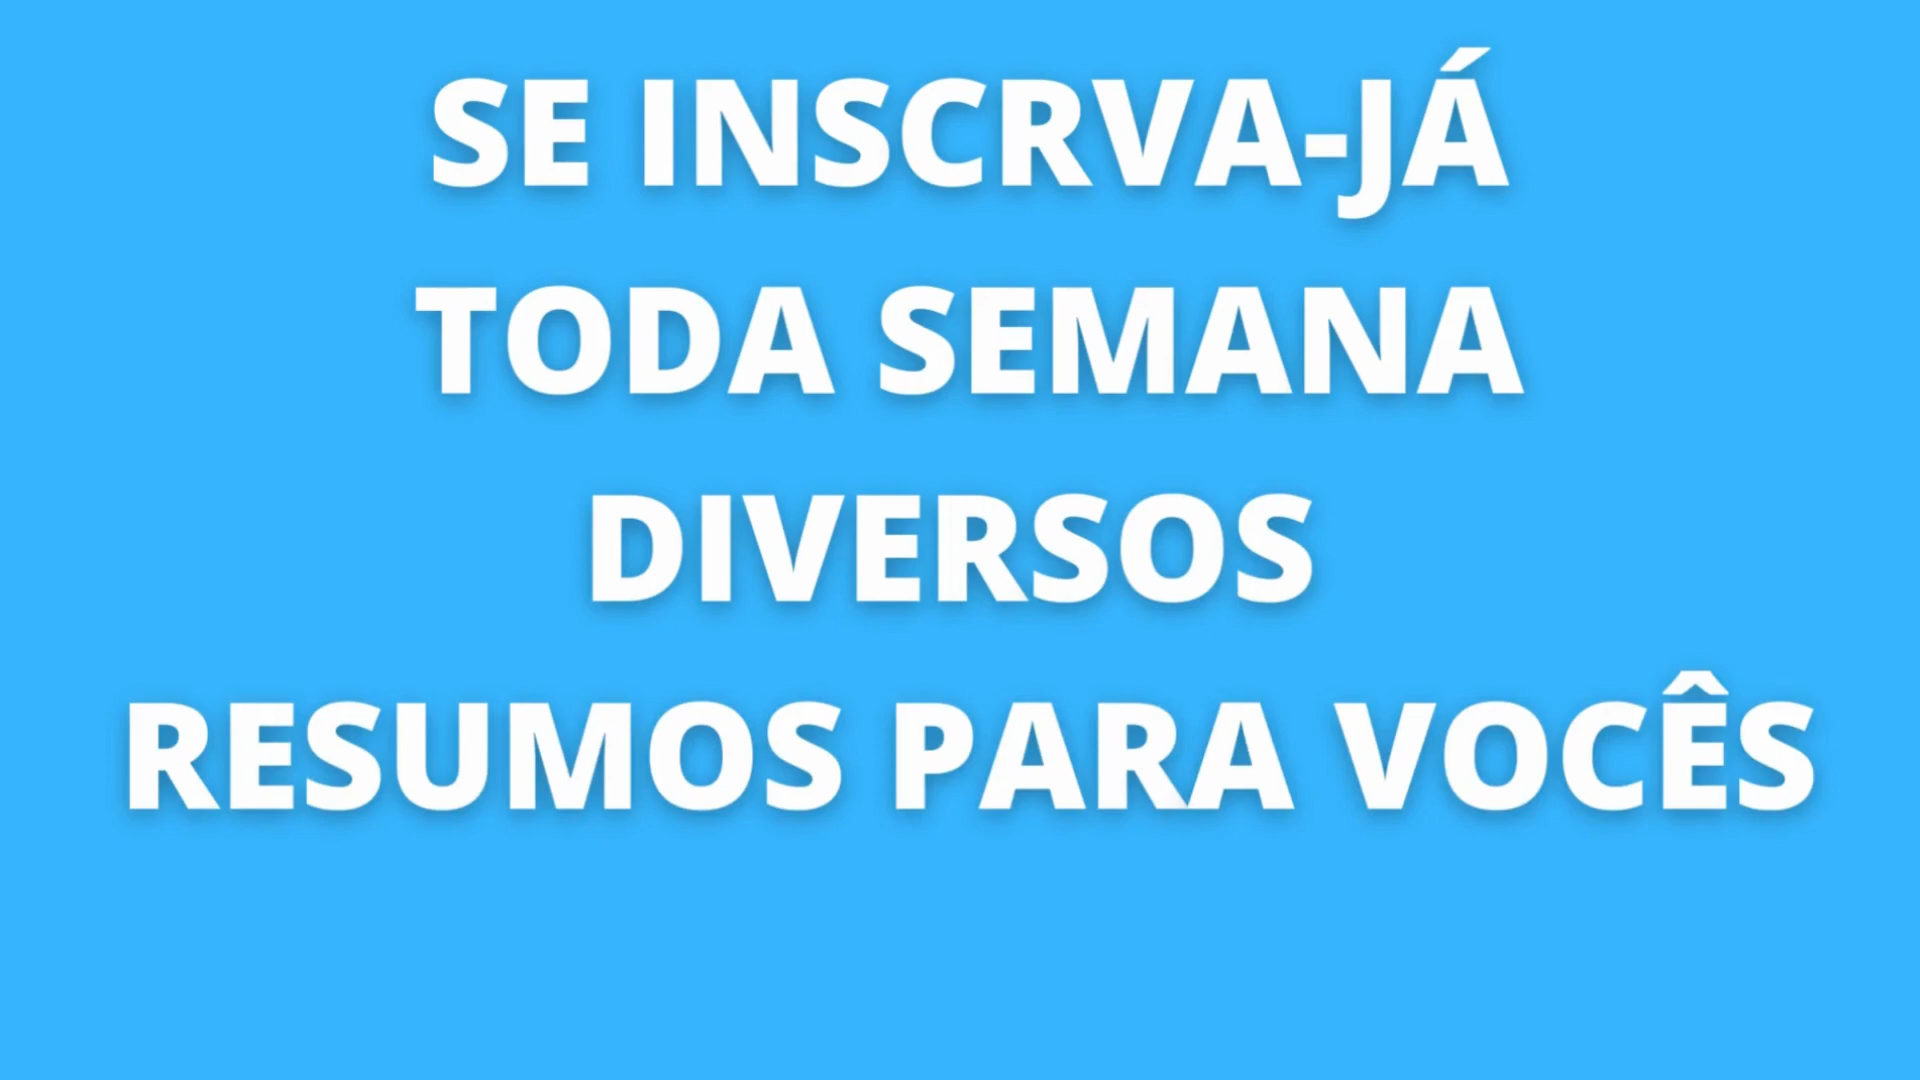 SE INSCRVA-JÁ
TODA SEMANA
DIVERSOS
RESUMOS PARA VOCÊS